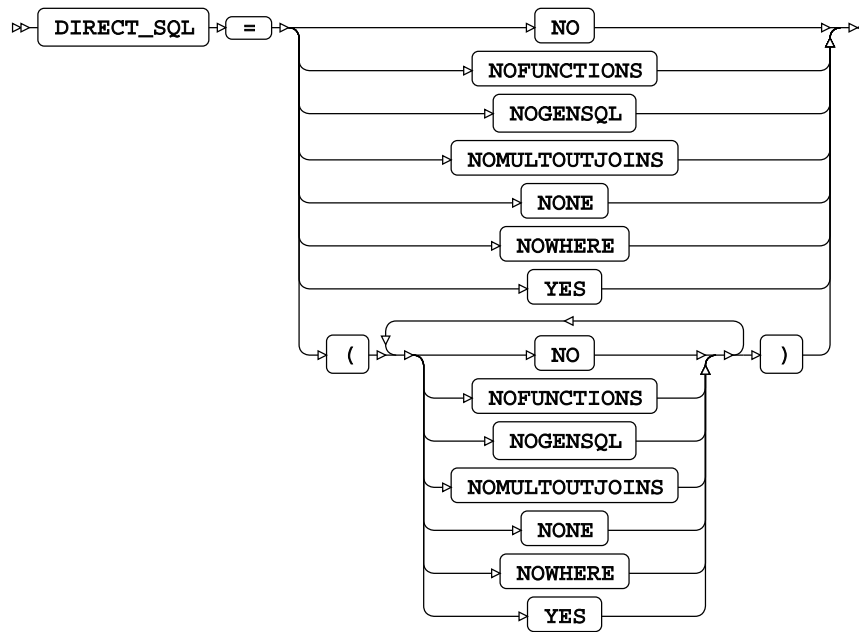 DIRECT_SQL = NO
NOFUNCTIONS
NOGENSQL
NOMULTOUTJOINS
NONE
NOWHERE
YES
( NO )
NOFUNCTIONS
NOGENSQL
NOMULTOUTJOINS
NONE
NOWHERE
YES